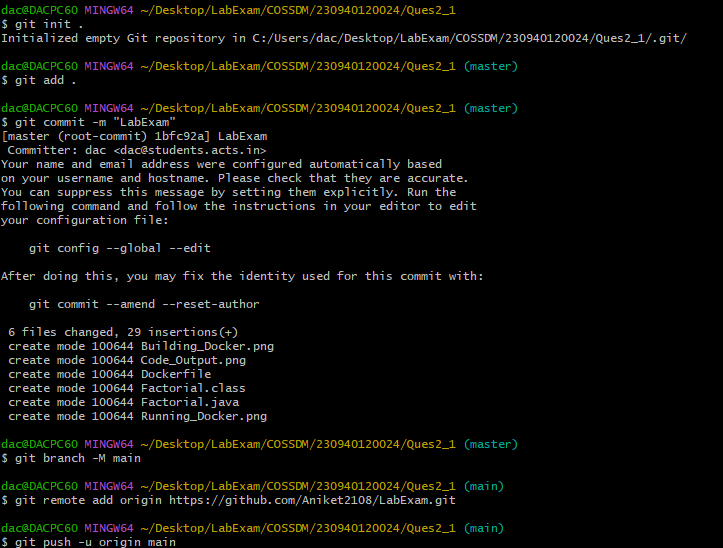 dac@DACPC60 MINGW64 ~/Desktop/LabExam/COSSDM/230940120024/Ques2_1
$ git init .
Initialized empty Git repository in C:/Users/dac/Desktop/LabExam/COSSDM/230940120024/Ques2_1/.git/
dac@DACPC60 MINGW64 ~/Desktop/LabExam/COSSDM/230940120024/Ques2_1 (master)
$ git add .
dac@DACPC60 MINGW64 ~/Desktop/LabExam/COSSDM/230940120024/Ques2_1 (master)
$ git commit -m "LabExam"
[master (root-commit) 1bfc92a] LabExam
 Committer: dac <dac@students.acts.in>
Your name and email address were configured automatically based
on your username and hostname. Please check that they are accurate.
You can suppress this message by setting them explicitly. Run the
following command and follow the instructions in your editor to edit
your configuration file:
    git config --global --edit
After doing this, you may fix the identity used for this commit with:
    git commit --amend --reset-author
 6 files changed, 29 insertions(+)
 create mode 100644 Building_Docker.png
 create mode 100644 Code_Output.png
 create mode 100644 Dockerfile
 create mode 100644 Factorial.class
 create mode 100644 Factorial.java
 create mode 100644 Running_Docker.png
dac@DACPC60 MINGW64 ~/Desktop/LabExam/COSSDM/230940120024/Ques2_1 (master)
$ git branch -M main
dac@DACPC60 MINGW64 ~/Desktop/LabExam/COSSDM/230940120024/Ques2_1 (main)
$ git remote add origin https://github.com/Aniket2108/LabExam.git
dac@DACPC60 MINGW64 ~/Desktop/LabExam/COSSDM/230940120024/Ques2_1 (main)
$ git push -u origin main